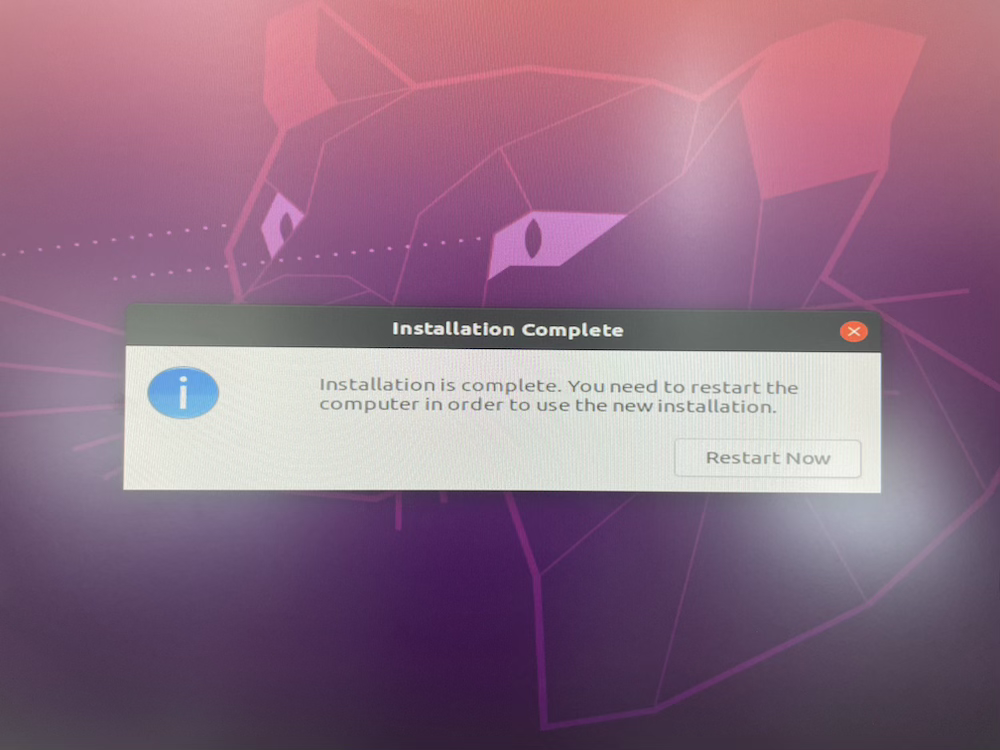 Installation Complete
Installation is complete. You need to restart the
computer in order to use the new installation.
Restart Now